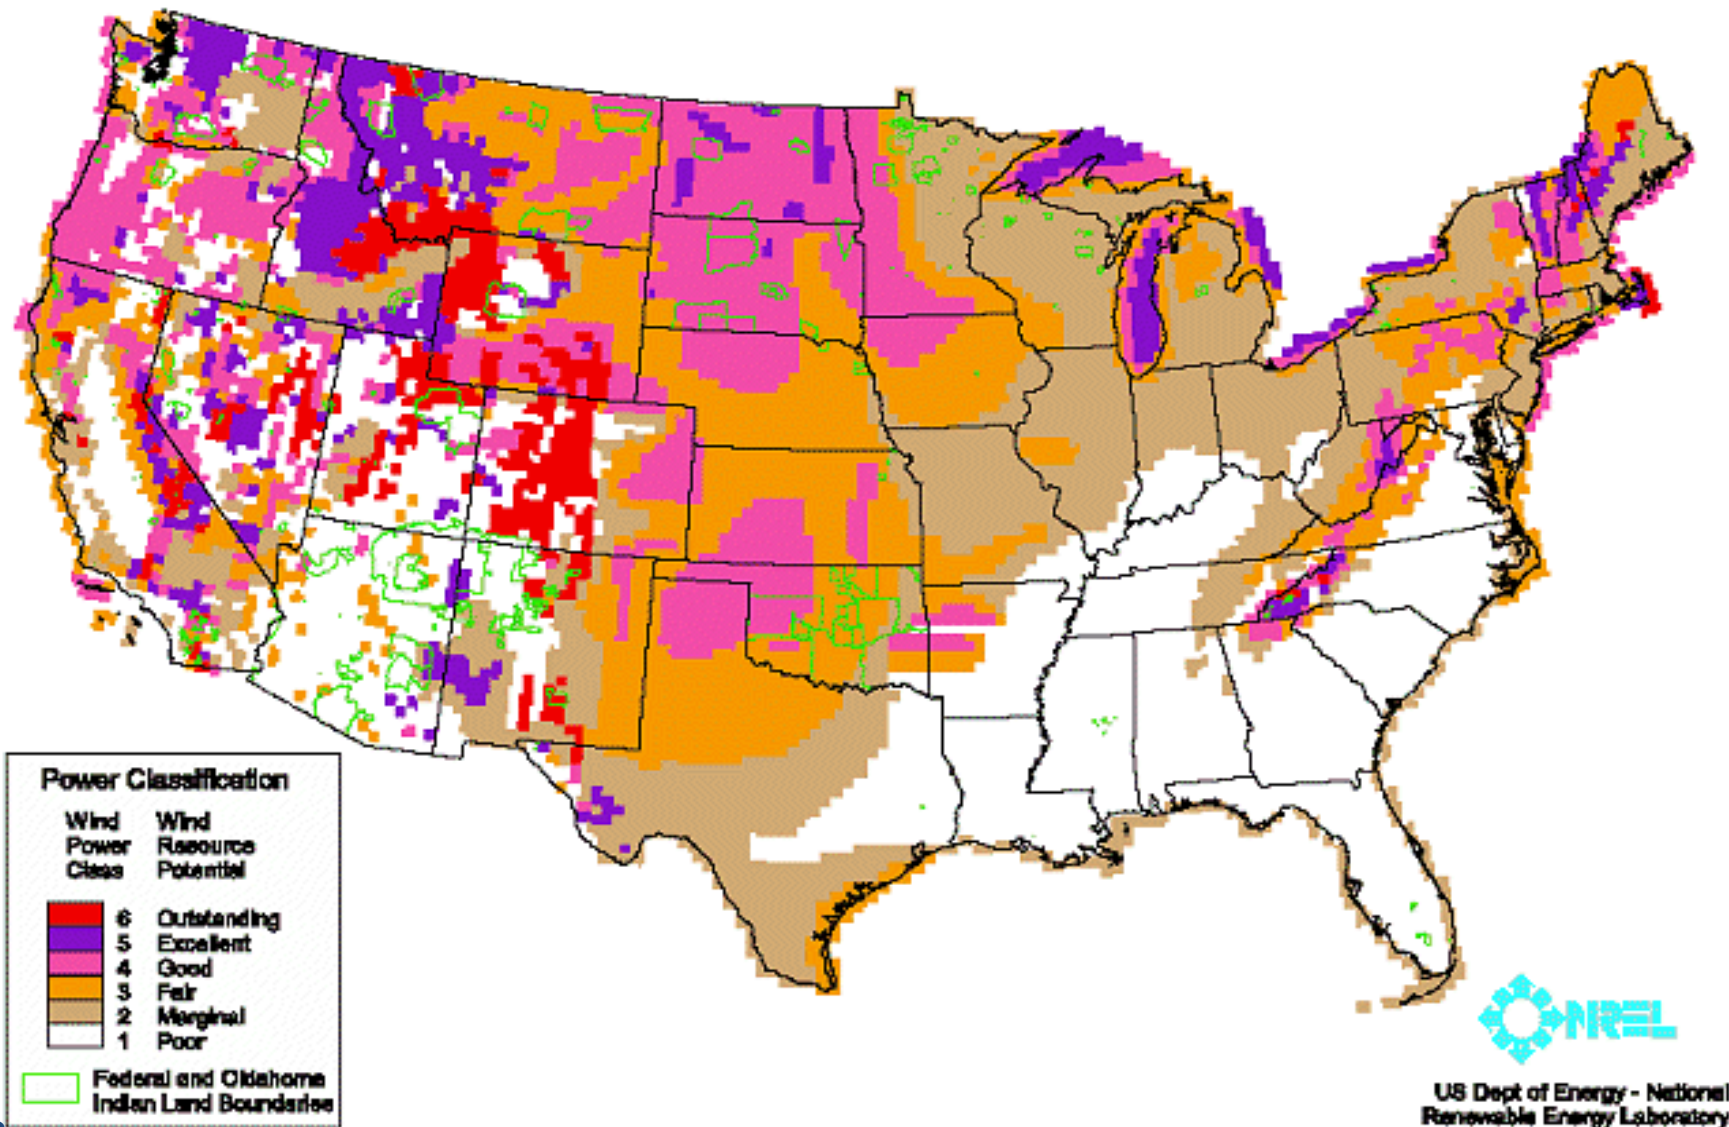 Power Classification
Wind Wind
Power Resource
Class Potential
6 Outstanding
5 Excellent
4 Good
3 Fair
2 Marginal
1 Poor
Federal and Oklahoma
Indian Land Boundaries
NREL
US Dept of Energy - National
Renewable Energy Laboratory